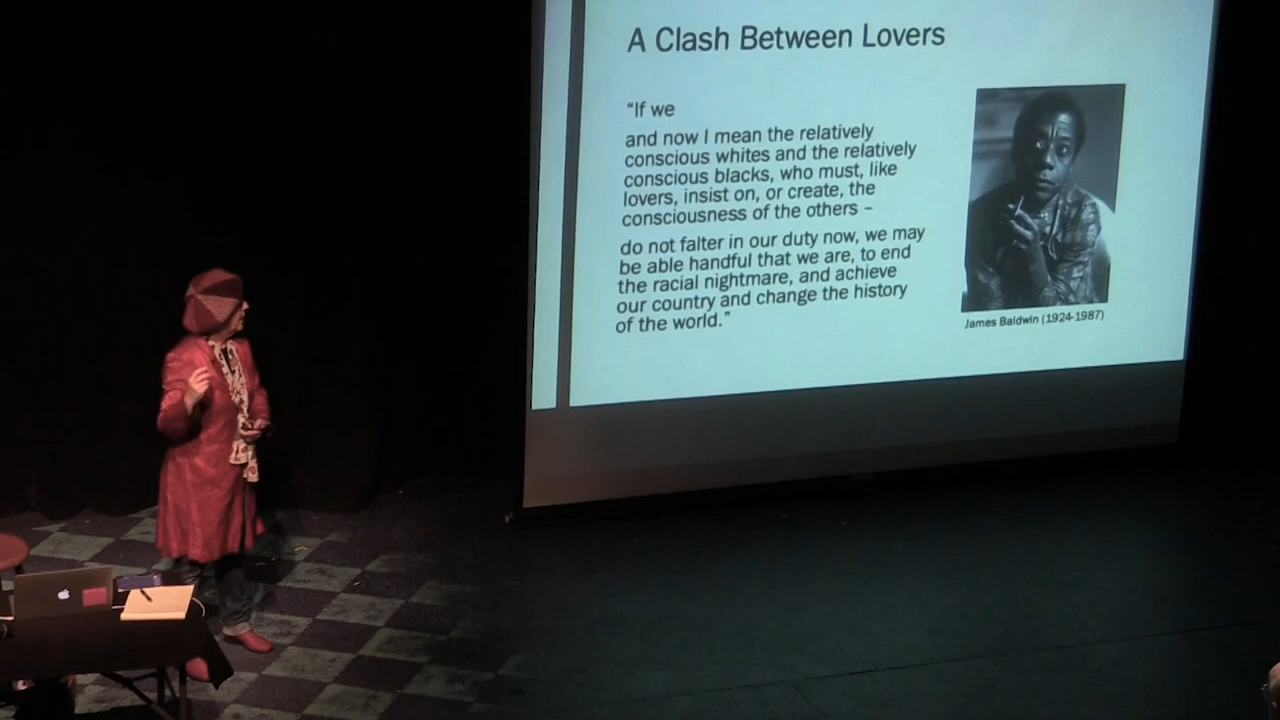 A Clash Between Lovers
“If we
and now I mean the relatively
conscious whites and the relatively
conscious blacks, who must, like
lovers, insist on, or create, the
consciousness of the others –
do not falter in our duty now, we may
be able handful that we are, to end
the racial nightmare, and achieve
our country and change the history
of the world.”
James Baldwin (1924-1987)